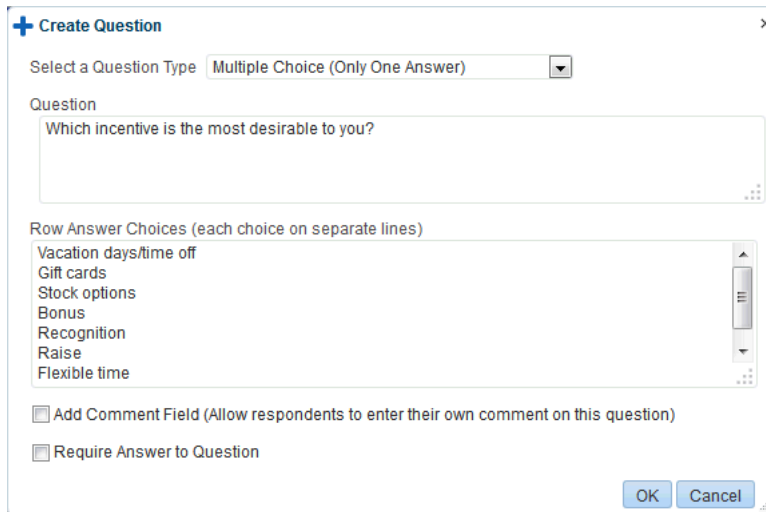 Create Question
Select a Question Type Multiple Choice (Only One Answer)
Question
Which incentive is the most desirable to you?
Row Answer Choices (each choice on separate lines)
Vacation days/time off
Gift cards
Stock options
Bonus
Recognition
Raise
Flexible time
Add Comment Field (Allow respondents to enter their own comment on this question)
Require Answer to Question
OK Cancel